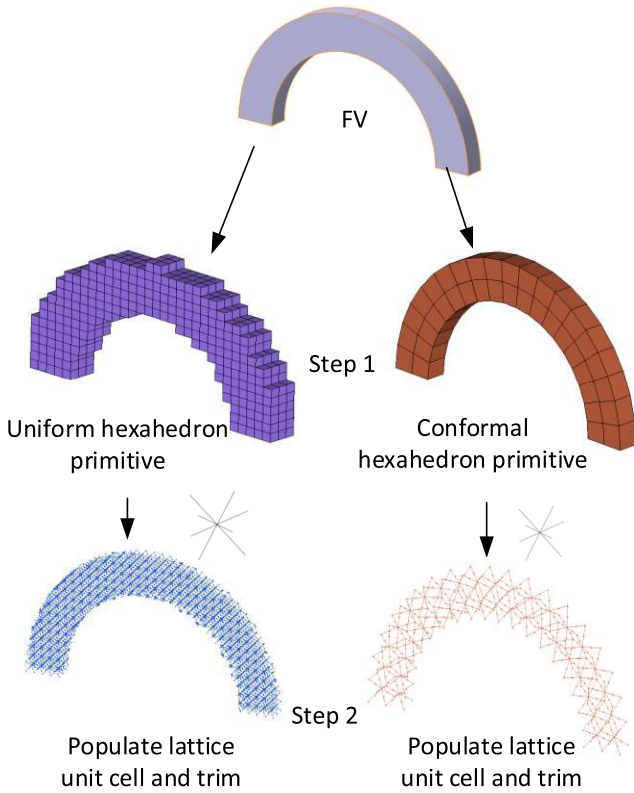 FV
Step 1
Uniform hexahedron
primitive
Conformal
hexahedron primitive
Step 2
Populate lattice
unit cell and trim
Populate lattice
unit cell and trim